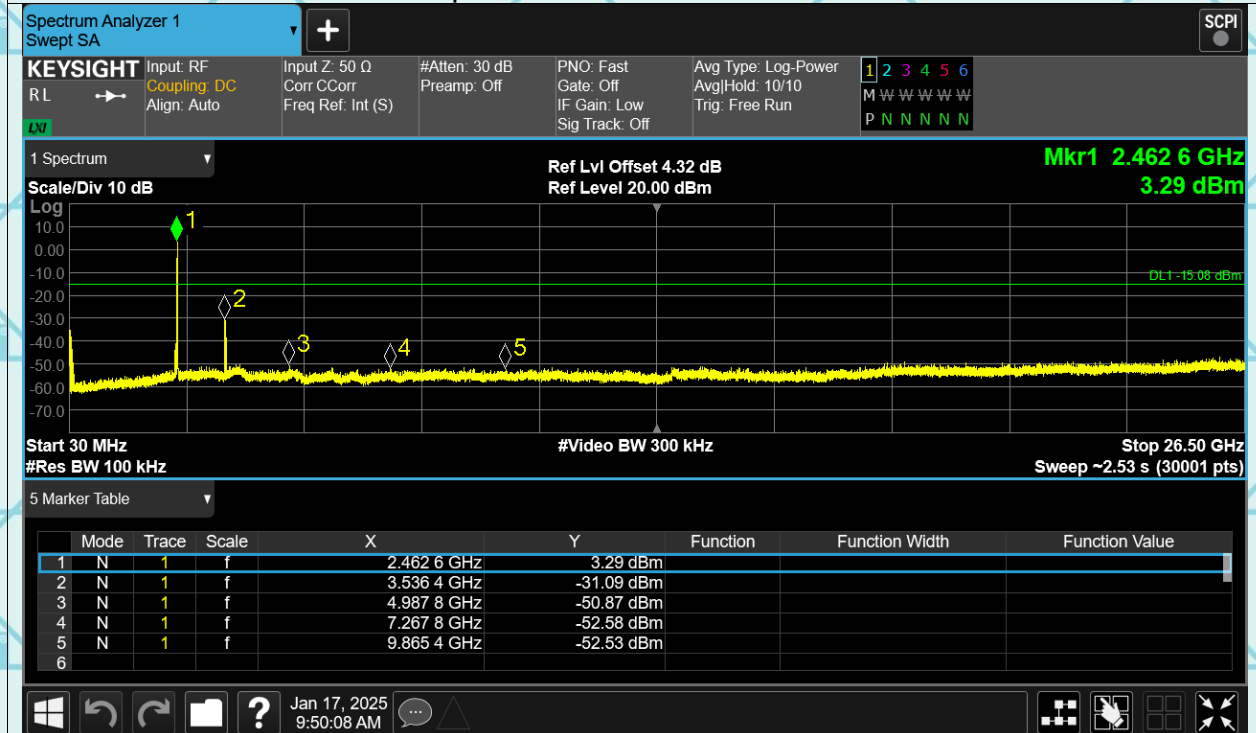 Spectrum Analyzer 1
Swept SA
+
SCPI
KEYSIGHT
R L
LXI
Input: RF
Coupling: DC
Align: Auto
Input Z: 50 Ω
Corr CCorr
Freq Ref: Int (S)
#Atten: 30 dB
Preamp: Off
PNO: Fast
Gate: Off
IF Gain: Low
Sig Track: Off
Avg Type: Log-Power
Avg|Hold: 10/10
Trig: Free Run
1 2 3 4 5 6
M W W W W W
P N N N N N
1 Spectrum
Scale/Div 10 dB
Ref Lvl Offset 4.32 dB
Ref Level 20.00 dBm
Mkr1 2.462 6 GHz
3.29 dBm
Log
10.0
0.00
-10.0
-20.0
-30.0
-40.0
-50.0
-60.0
-70.0
1
2
3
4
5
DL1 -15.08 dBm
Start 30 MHz
#Video BW 300 kHz
Stop 26.50 GHz
#Res BW 100 kHz
Sweep ~2.53 s (30001 pts)
5 Marker Table
Mode Trace Scale X Y Function Function Width Function Value
1 N 1 f 2.462 6 GHz 3.29 dBm
2 N 1 f 3.536 4 GHz -31.09 dBm
3 N 1 f 4.987 8 GHz -50.87 dBm
4 N 1 f 7.267 8 GHz -52.58 dBm
5 N 1 f 9.865 4 GHz -52.53 dBm
6
?
Jan 17, 2025
9:50:08 AM